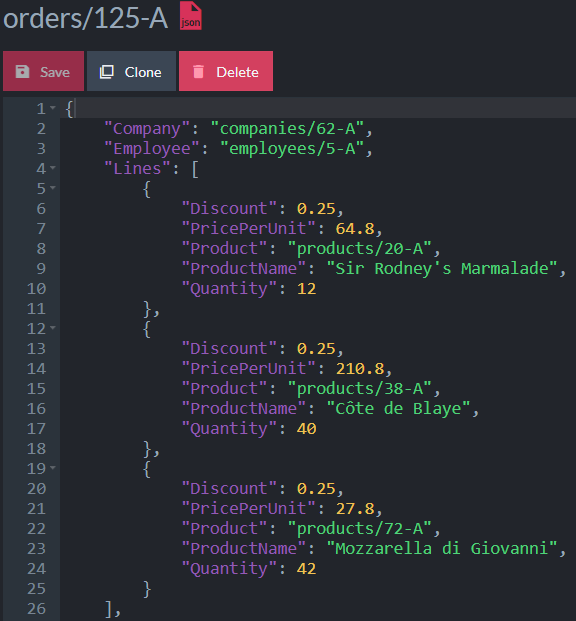 orders/125-A json
Save Clone Delete
1 {
2 "Company": "companies/62-A",
3 "Employee": "employees/5-A",
4 "Lines": [
5 {
6 "Discount": 0.25,
7 "PricePerUnit": 64.8,
8 "Product": "products/20-A",
9 "ProductName": "Sir Rodney's Marmalade",
10 "Quantity": 12
11 },
12 {
13 "Discount": 0.25,
14 "PricePerUnit": 210.8,
15 "Product": "products/38-A",
16 "ProductName": "Côte de Blaye",
17 "Quantity": 40
18 },
19 {
20 "Discount": 0.25,
21 "PricePerUnit": 27.8,
22 "Product": "products/72-A",
23 "ProductName": "Mozzarella di Giovanni",
24 "Quantity": 42
25 }
26 ],